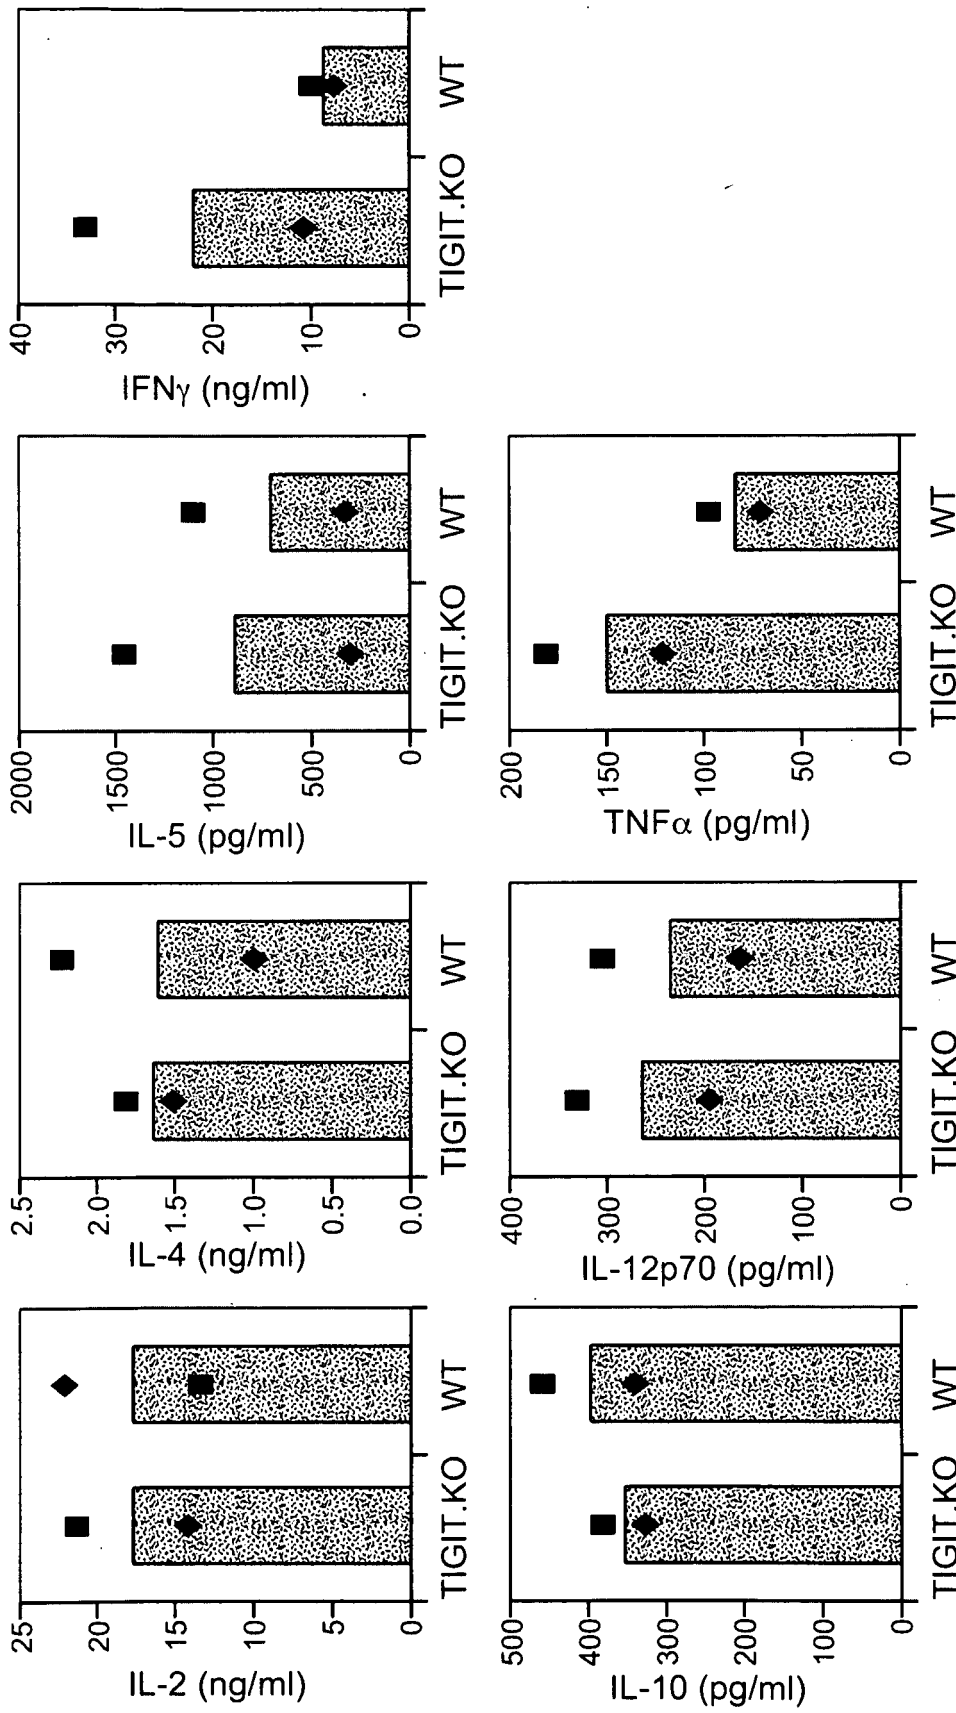 IL-2 (ng/ml)
25
20
15
10
5
0
TIGIT.KO WT
IL-4 (ng/ml)
2.5
2.0
1.5
1.0
0.5
0.0
TIGIT.KO WT
IL-5 (pg/ml)
2000
1500
1000
500
0
TIGIT.KO WT
IFNγ (ng/ml)
40
30
20
10
0
TIGIT.KO WT
IL-10 (pg/ml)
500
400
300
200
100
0
TIGIT.KO WT
IL-12p70 (pg/ml)
400
300
200
100
0
TIGIT.KO WT
TNFα (pg/ml)
200
150
100
50
0
TIGIT.KO WT